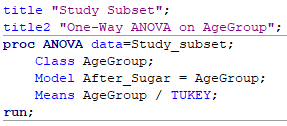 title "Study Subset";
title2 "One-Way ANOVA on AgeGroup";
proc ANOVA data=Study_subset;
Class AgeGroup;
Model After_Sugar = AgeGroup;
Means AgeGroup / TUKEY;
run;